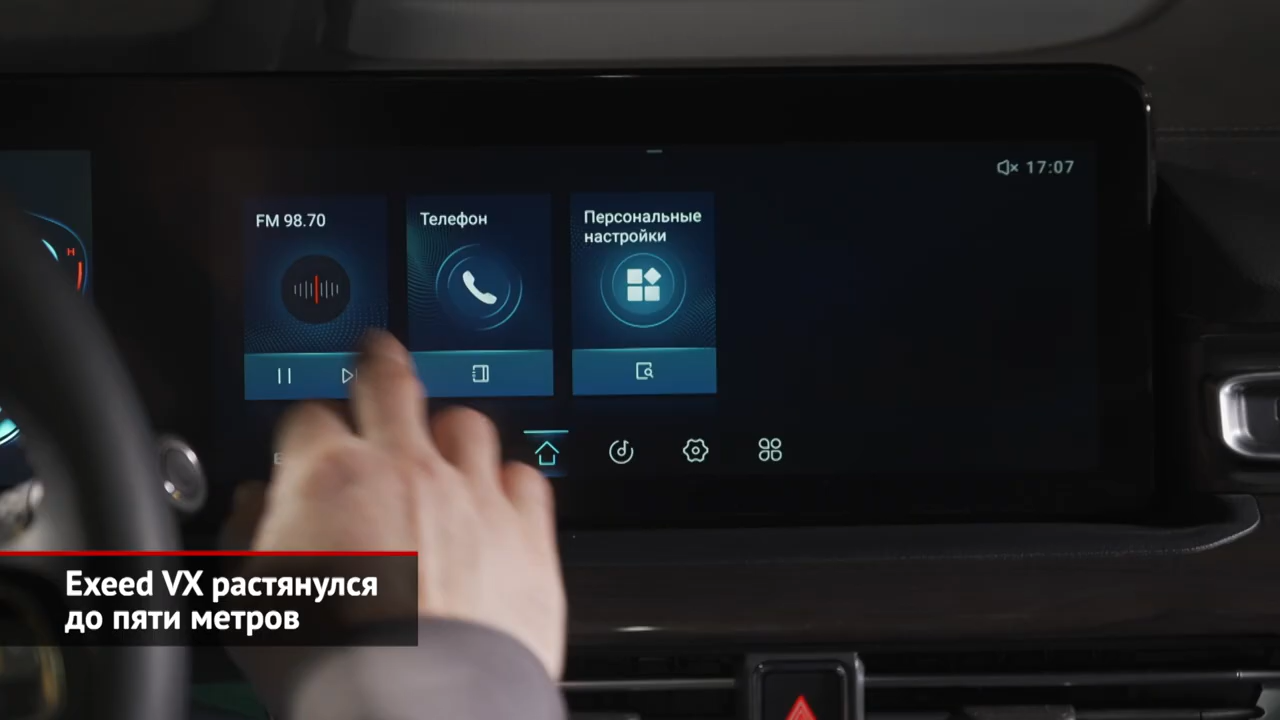 17:07
FM 98.70
Телефон
Персональные
настройки
H
Exeed VX растянулся
до пяти метров